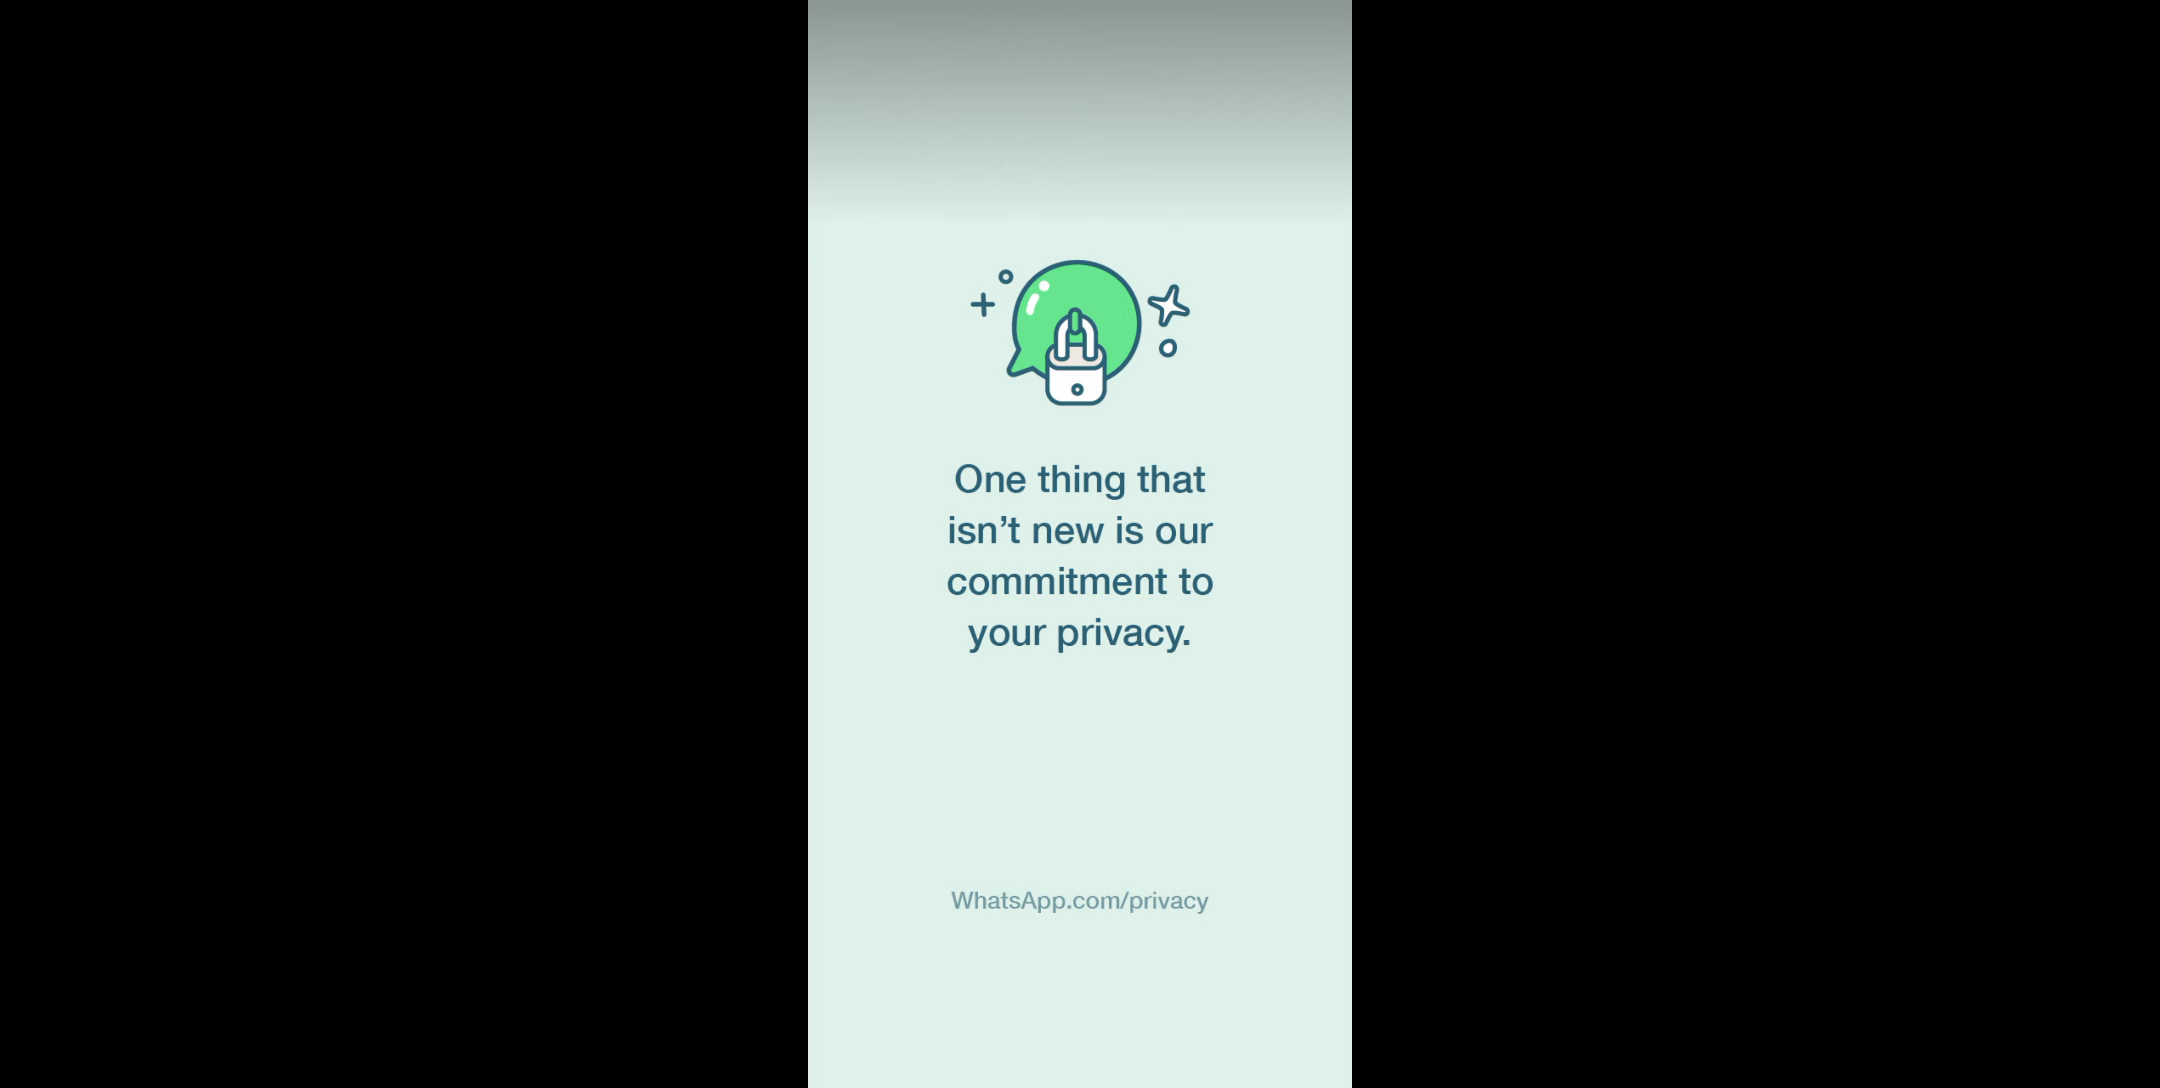 One thing that
isn’t new is our
commitment to
your privacy.
WhatsApp.com/privacy